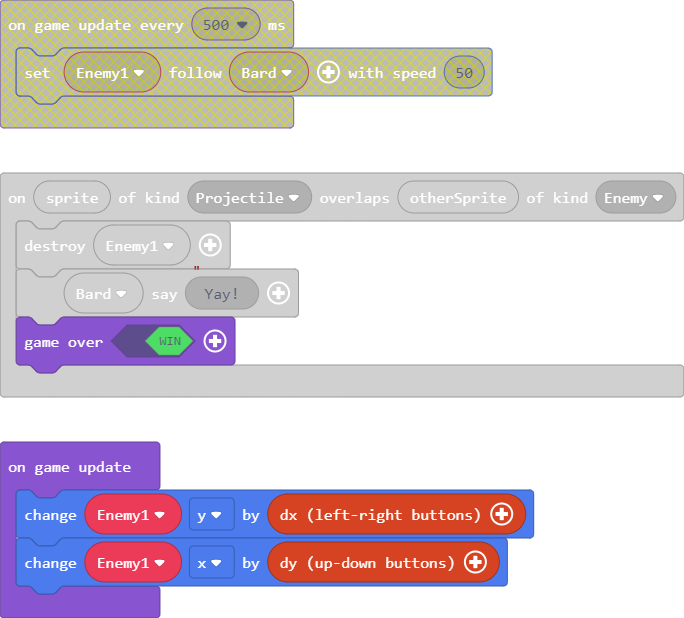 on game update every 500 ms
set Enemy1 follow Bard with speed 50
on sprite of kind Projectile overlaps otherSprite of kind Enemy
destroy Enemy1
Bard say "Yay!
game over WIN
on game update
change Enemy1 y by dx (left-right buttons)
change Enemy1 x by dy (up-down buttons)